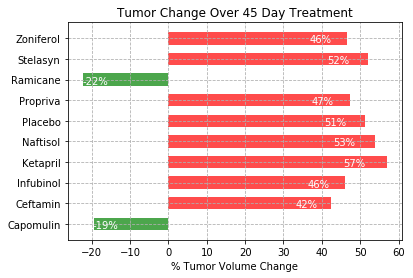 Tumor Change Over 45 Day Treatment
Zoniferol 46%
Stelasyn 52%
Ramicane -22%
Propriva 47%
Placebo 51%
Naftisol 53%
Ketapril 57%
Infubinol 46%
Ceftamin 42%
Capomulin -19%
−20 −10 0 10 20 30 40 50 60
% Tumor Volume Change